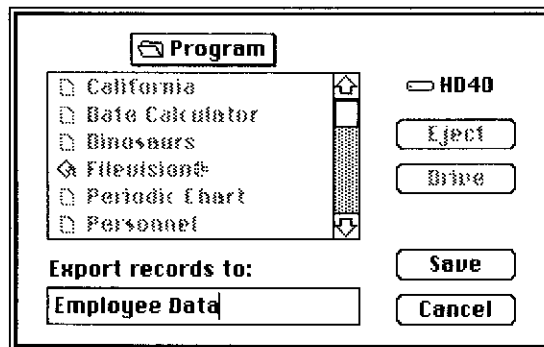 Program
California
Date Calculator
Dinosaurs
Filevision®
Periodic Chart
Personnel
HD40
Eject
Drive
Export records to:
Employee Data
Save
Cancel